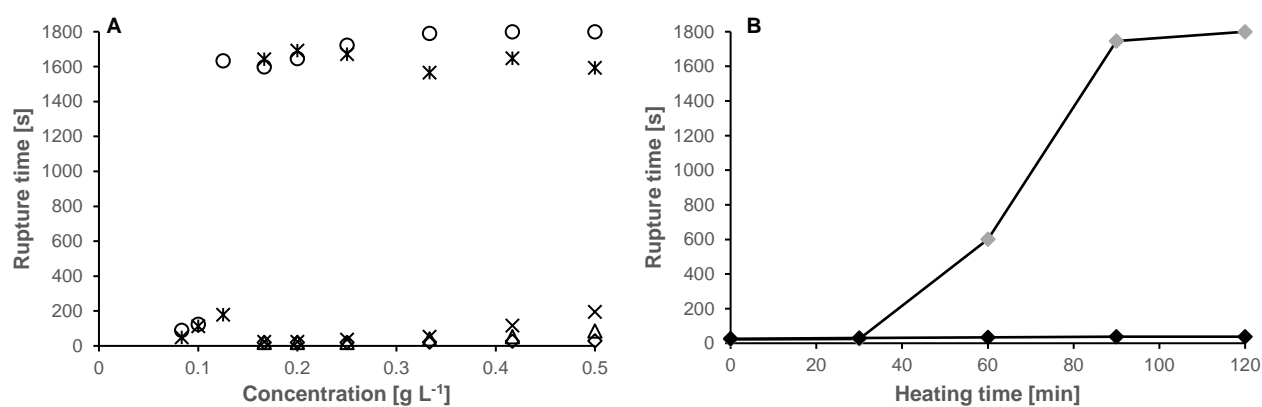 A
1800
1600
1400
1200
1000
800
600
400
200
0
Rupture time [s]
0 0.1 0.2 0.3 0.4 0.5
Concentration [g L-1]
B
1800
1600
1400
1200
1000
800
600
400
200
0
Rupture time [s]
0 20 40 60 80 100 120
Heating time [min]